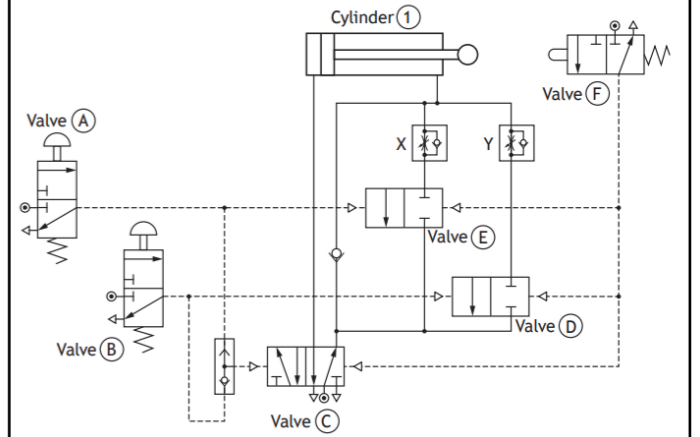 Cylinder 1
Valve F
Valve A
X
Y
Valve E
Valve D
Valve B
Valve C